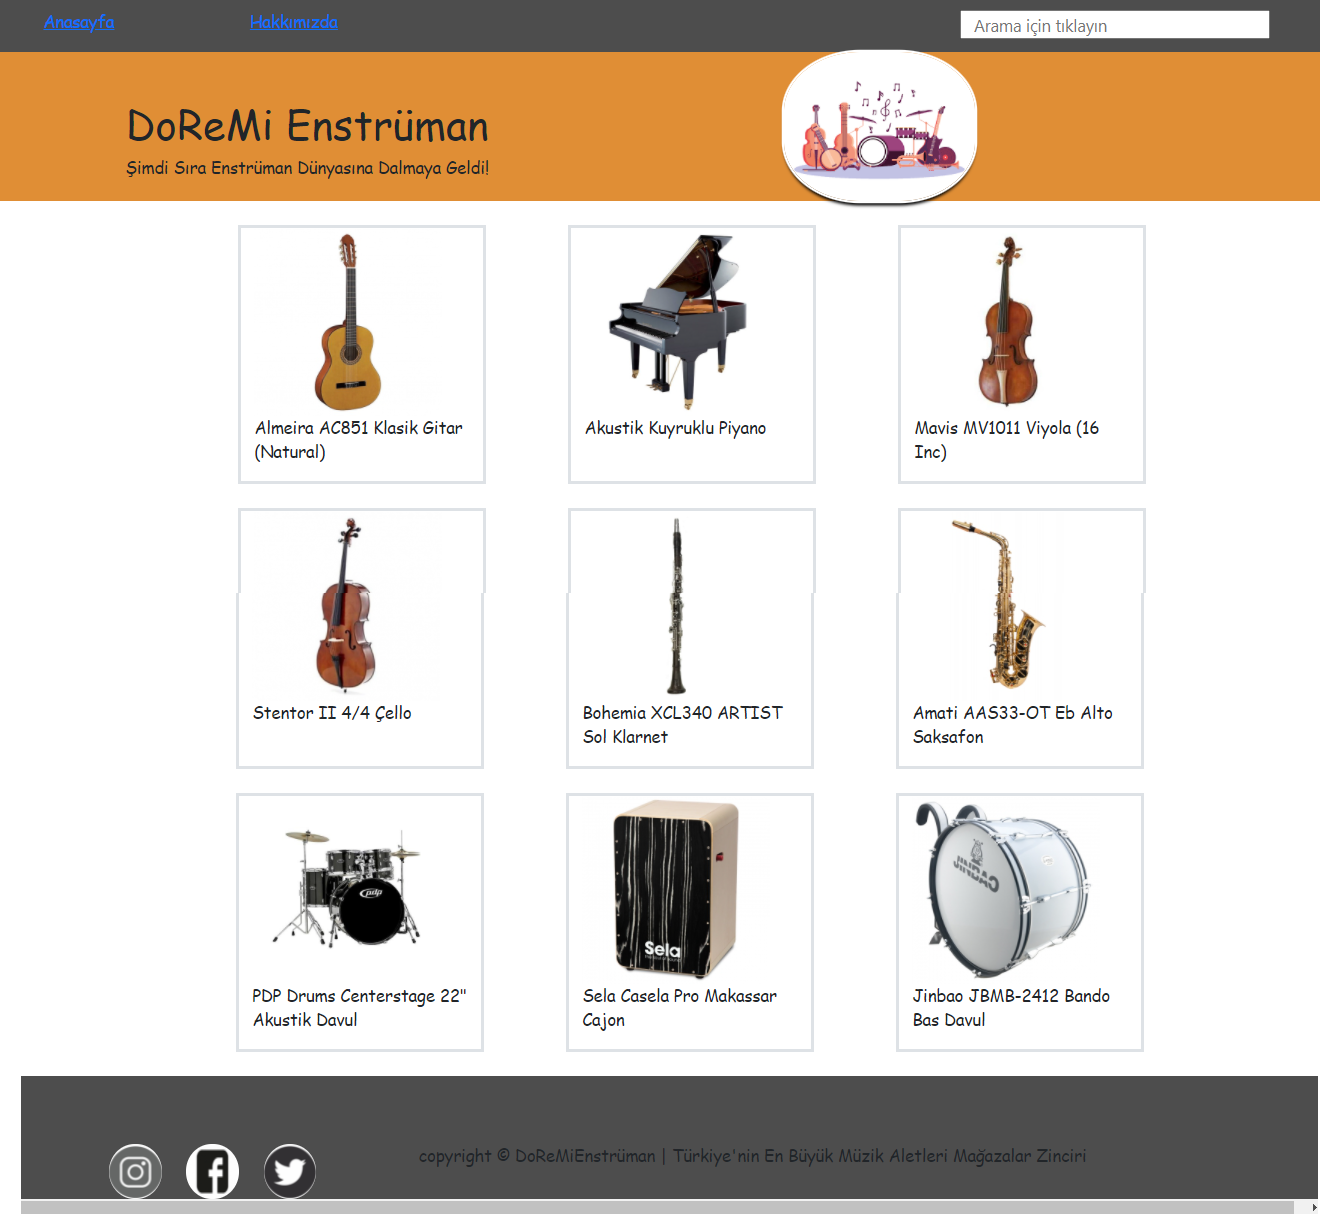 Anasayfa
Hakkımızda
Arama için tıklayın
DoReMi Enstrüman
Şimdi Sıra Enstrüman Dünyasına Dalmaya Geldi!
Almeira AC851 Klasik Gitar
(Natural)
Akustik Kuyruklu Piyano
Mavis MV1011 Viyola (16
Inc)
Stentor II 4/4 Çello
Bohemia XCL340 ARTIST
Sol Klarnet
Amati AAS33-OT Eb Alto
Saksafon
pdp
PDP Drums Centerstage 22"
Akustik Davul
Sela
Sela Casela Pro Makassar
Cajon
JINBAO
Jinbao JBMB-2412 Bando
Bas Davul
copyright © DoReMiEnstrüman | Türkiye'nin En Büyük Müzik Aletleri Mağazalar Zinciri